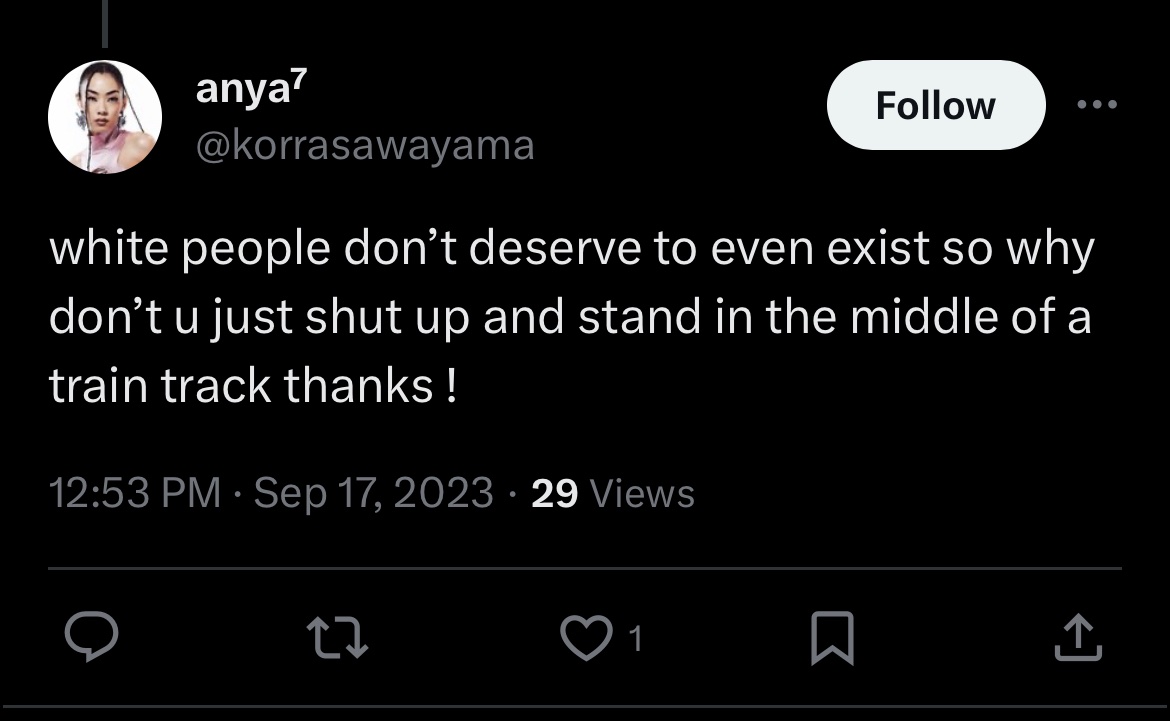 anya⁷
Follow
@korrasawayama
white people don’t deserve to even exist so why
don’t u just shut up and stand in the middle of a
train track thanks !
12:53 PM · Sep 17, 2023 · 29 Views
1